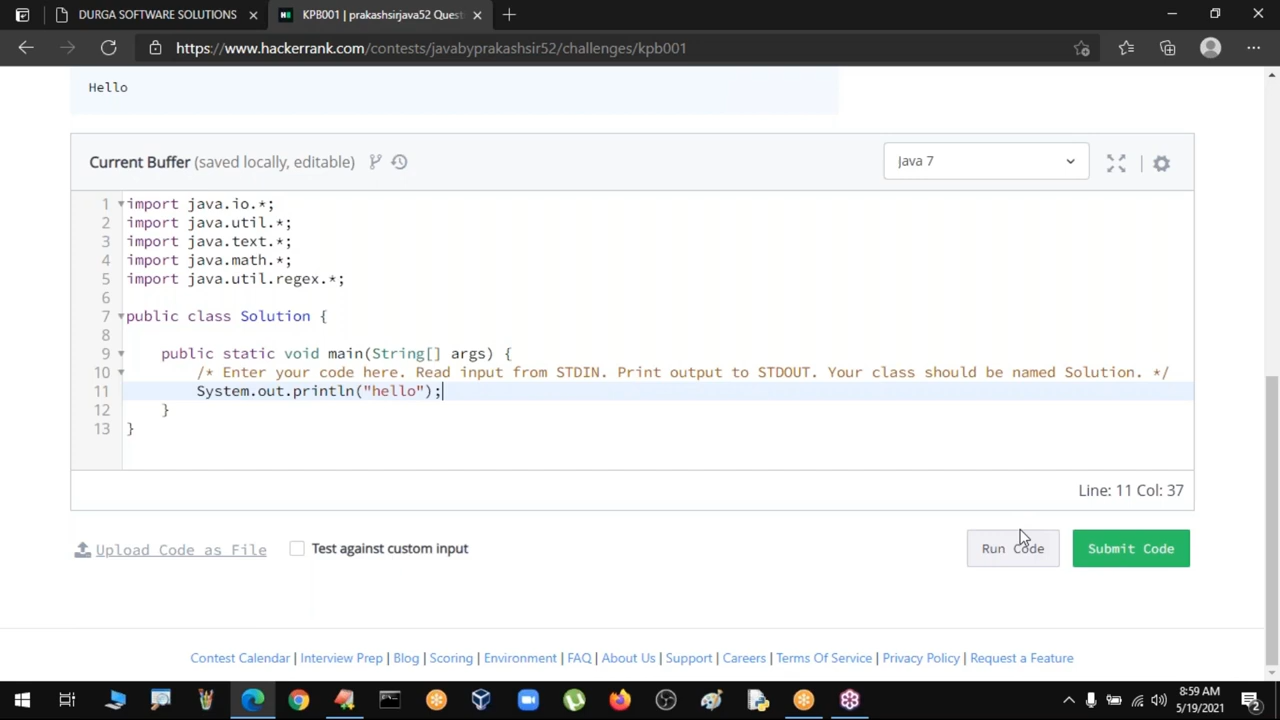 DURGA SOFTWARE SOLUTIONS
KPB001 | prakashsirjava52 Quest
https://www.hackerrank.com/contests/javabyprakashsir52/challenges/kpb001
Hello
Current Buffer (saved locally, editable)
Java 7
1 import java.io.*;
2 import java.util.*;
3 import java.text.*;
4 import java.math.*;
5 import java.util.regex.*;
6
7 public class Solution {
8
9 public static void main(String[] args) {
10 /* Enter your code here. Read input from STDIN. Print output to STDOUT. Your class should be named Solution. */
11 System.out.println("hello");
12 }
13 }
Line: 11 Col: 37
Upload Code as File
Test against custom input
Run Code
Submit Code
Contest Calendar | Interview Prep | Blog | Scoring | Environment | FAQ | About Us | Support | Careers | Terms Of Service | Privacy Policy | Request a Feature
8:59 AM
5/19/2021
2